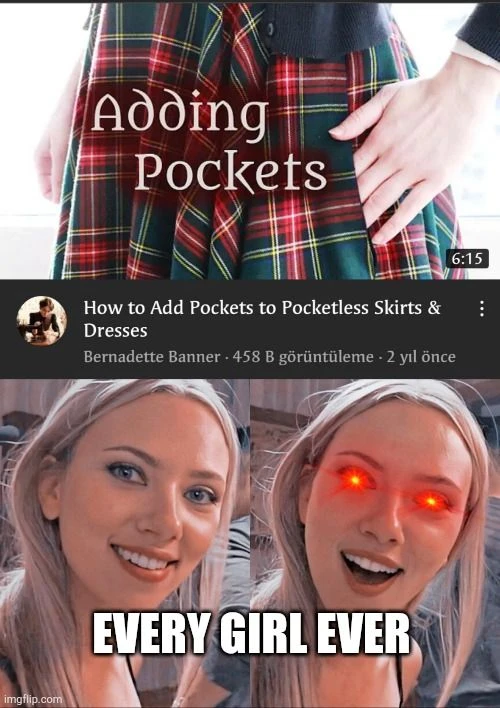 Adding
Pockets
6:15
How to Add Pockets to Pocketless Skirts &
Dresses
Bernadette Banner · 458 B görüntüleme · 2 yıl önce
EVERY GIRL EVER
imgflip.com